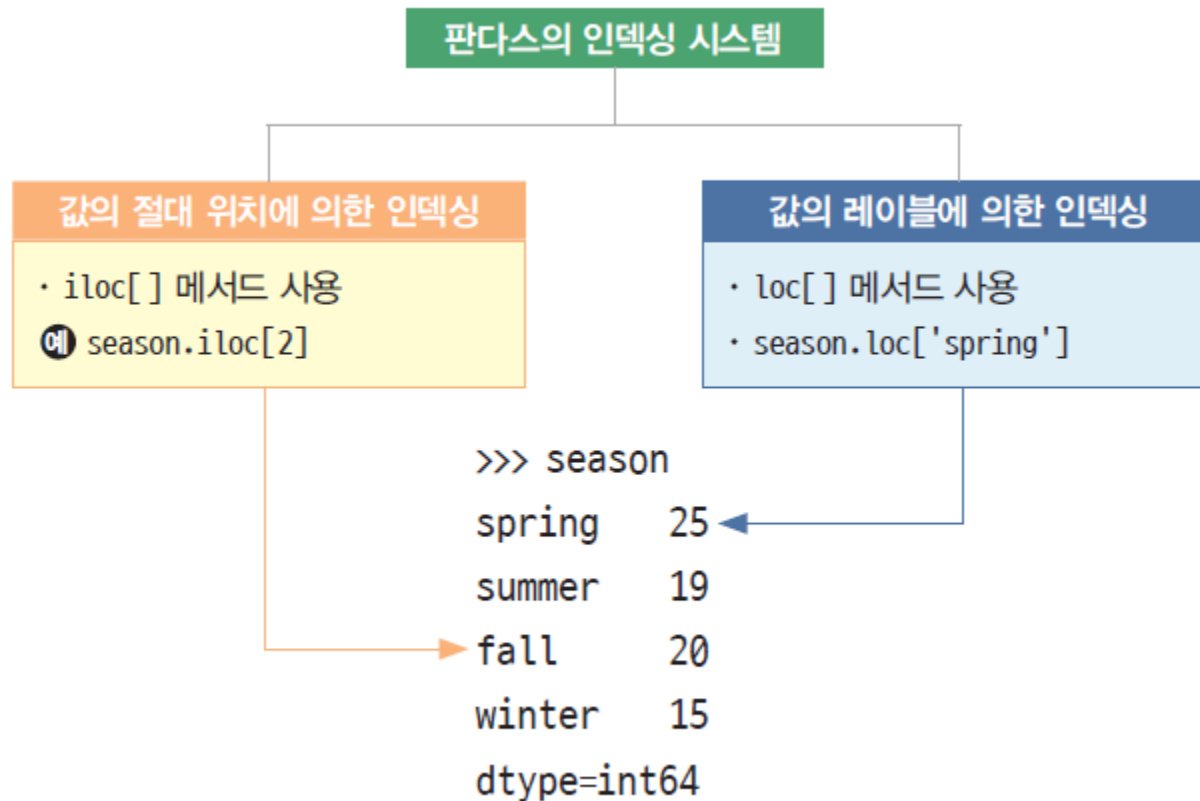 판다스의 인덱싱 시스템
값의 절대 위치에 의한 인덱싱
· iloc[] 메서드 사용
예 season.iloc[2]
값의 레이블에 의한 인덱싱
· loc[] 메서드 사용
· season.loc['spring']
>>> season
spring 25
summer 19
fall 20
winter 15
dtype=int64